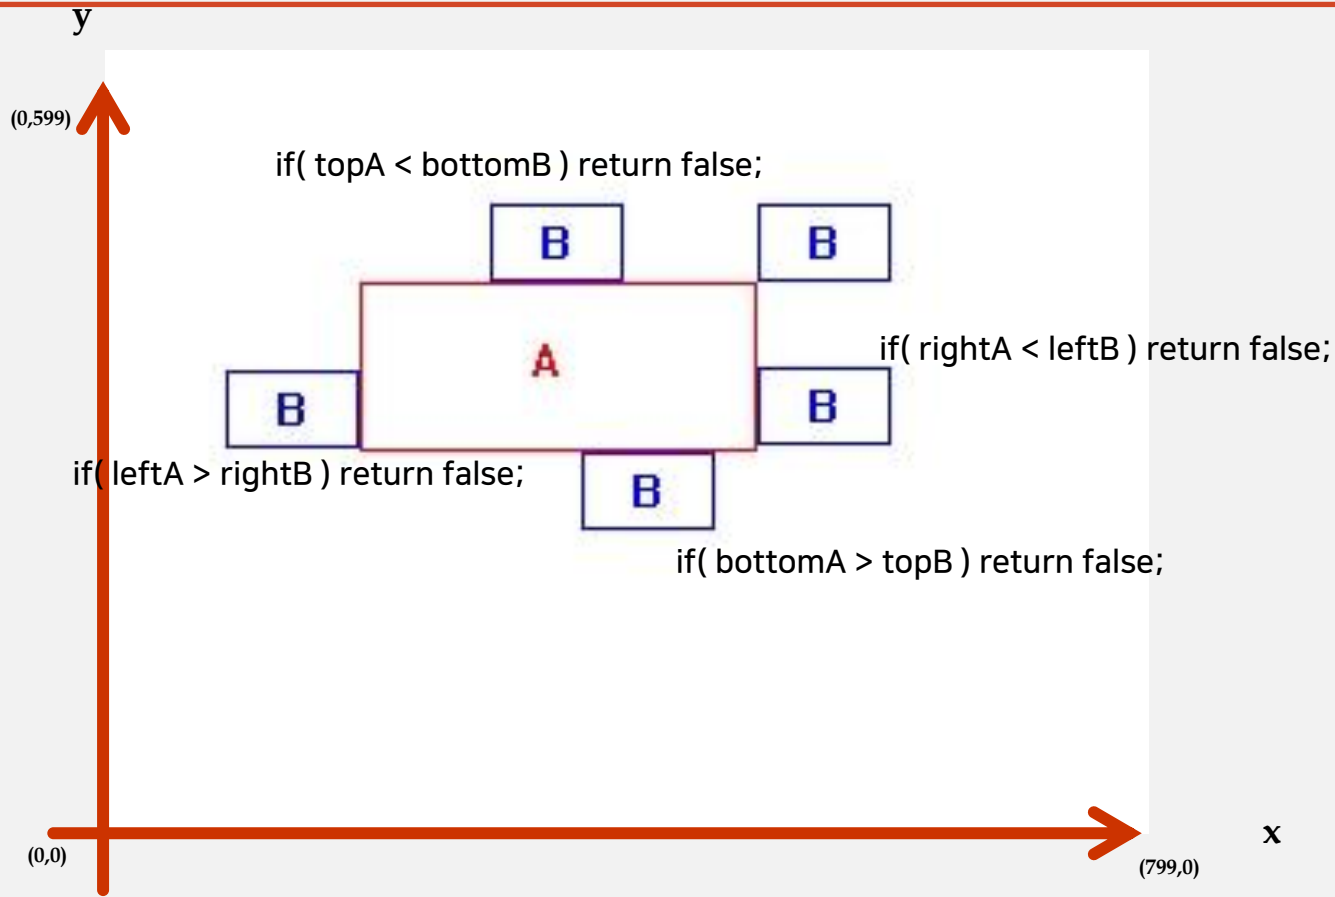 y
(0,599)
if( topA < bottomB ) return false;
B
B
A
if( rightA < leftB ) return false;
B
B
if( leftA > rightB ) return false;
B
if( bottomA > topB ) return false;
x
(0,0)
(799,0)